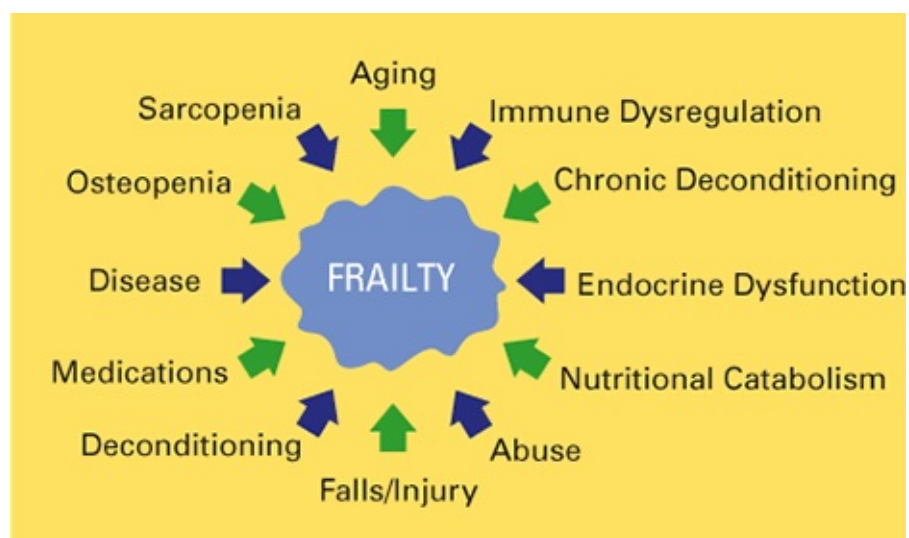 Aging
Sarcopenia
Immune Dysregulation
Osteopenia
Chronic Deconditioning
FRAILTY
Disease
Endocrine Dysfunction
Medications
Nutritional Catabolism
Deconditioning
Abuse
Falls/Injury